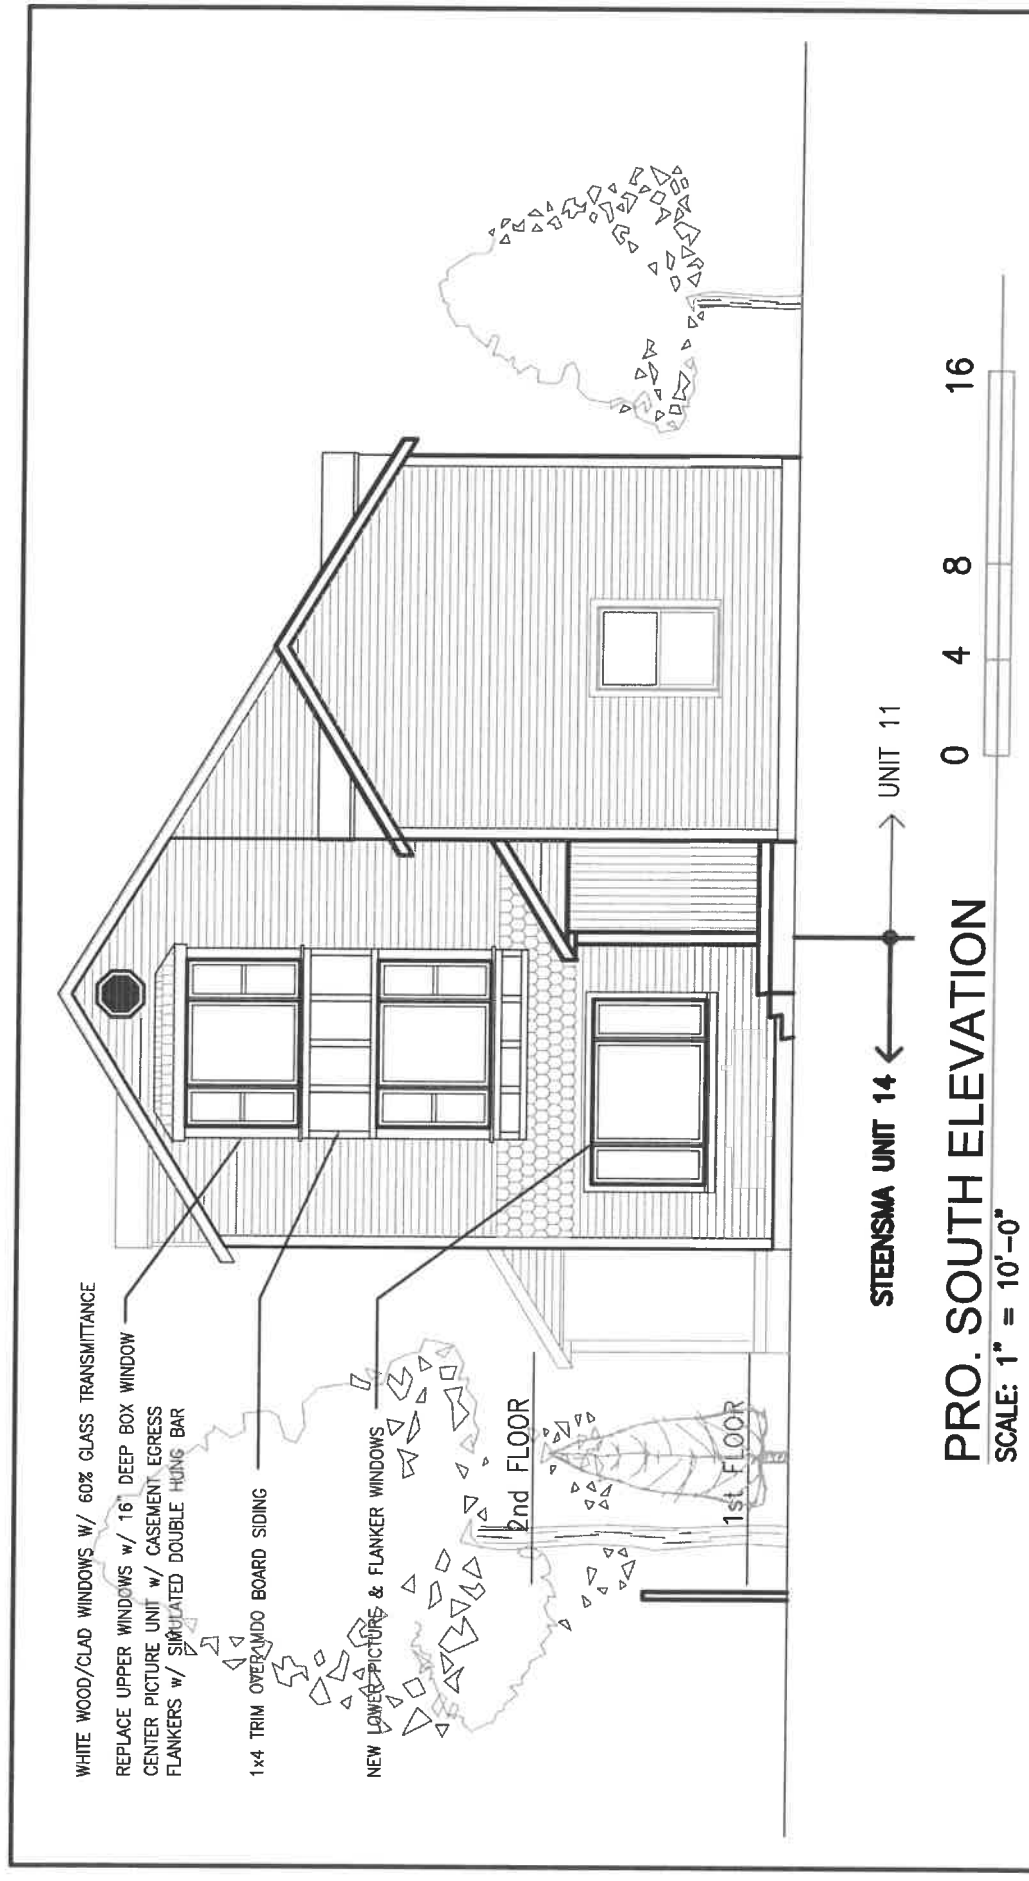 WHITE WOOD/CLAD WINDOWS W/ 60% GLASS TRANSMITTANCE
REPLACE UPPER WINDOWS w/ 16" DEEP BOX WINDOW
CENTER PICTURE UNIT w/ CASEMENT EGRESS
FLANKERS w/ SIMULATED DOUBLE HUNG BAR
1x4 TRIM OVER MDO BOARD SIDING
NEW LOWER PICTURE & FLANKER WINDOWS
2nd FLOOR
1st FLOOR
STEENSMA UNIT 14
UNIT 11
PRO. SOUTH ELEVATION
SCALE: 1" = 10'-0"
0 4 8 16